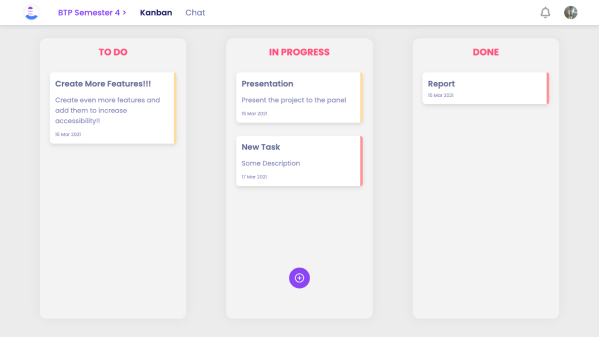 BTP Semester 4 > Kanban Chat
TO DO
Create More Features!!!
Create even more features and
add them to increase
accessibility!!
16 Mar 2021
IN PROGRESS
Presentation
Present the project to the panel
15 Mar 2021
New Task
Some Description
17 Mar 2021
DONE
Report
15 Mar 2021